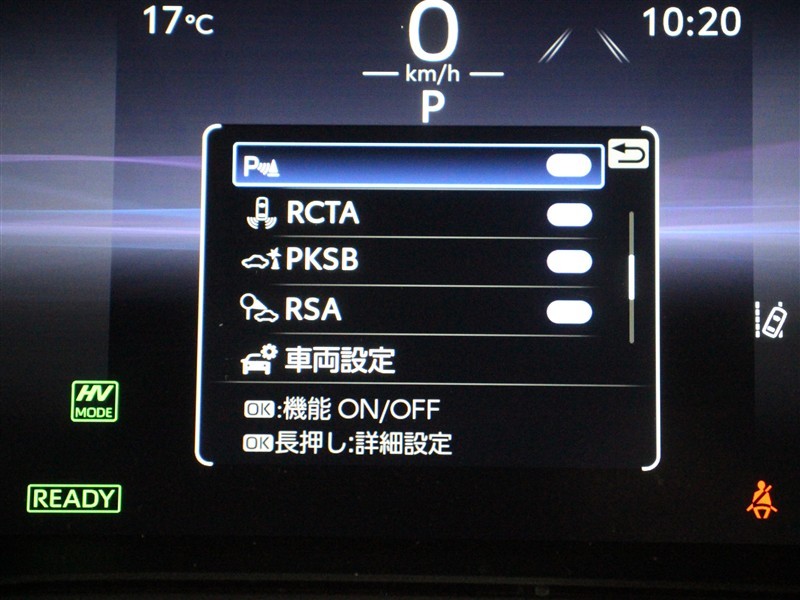 17℃
0
10:20
km/h
P
P
RCTA
PKSB
RSA
車両設定
HV
MODE
OK:機能 ON/OFF
OK長押し:詳細設定
READY